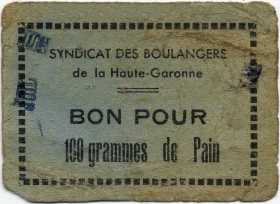 SYNDICAT DES BOULANGERS
de la Haute-Garonne
BON POUR
100 grammes de Pain